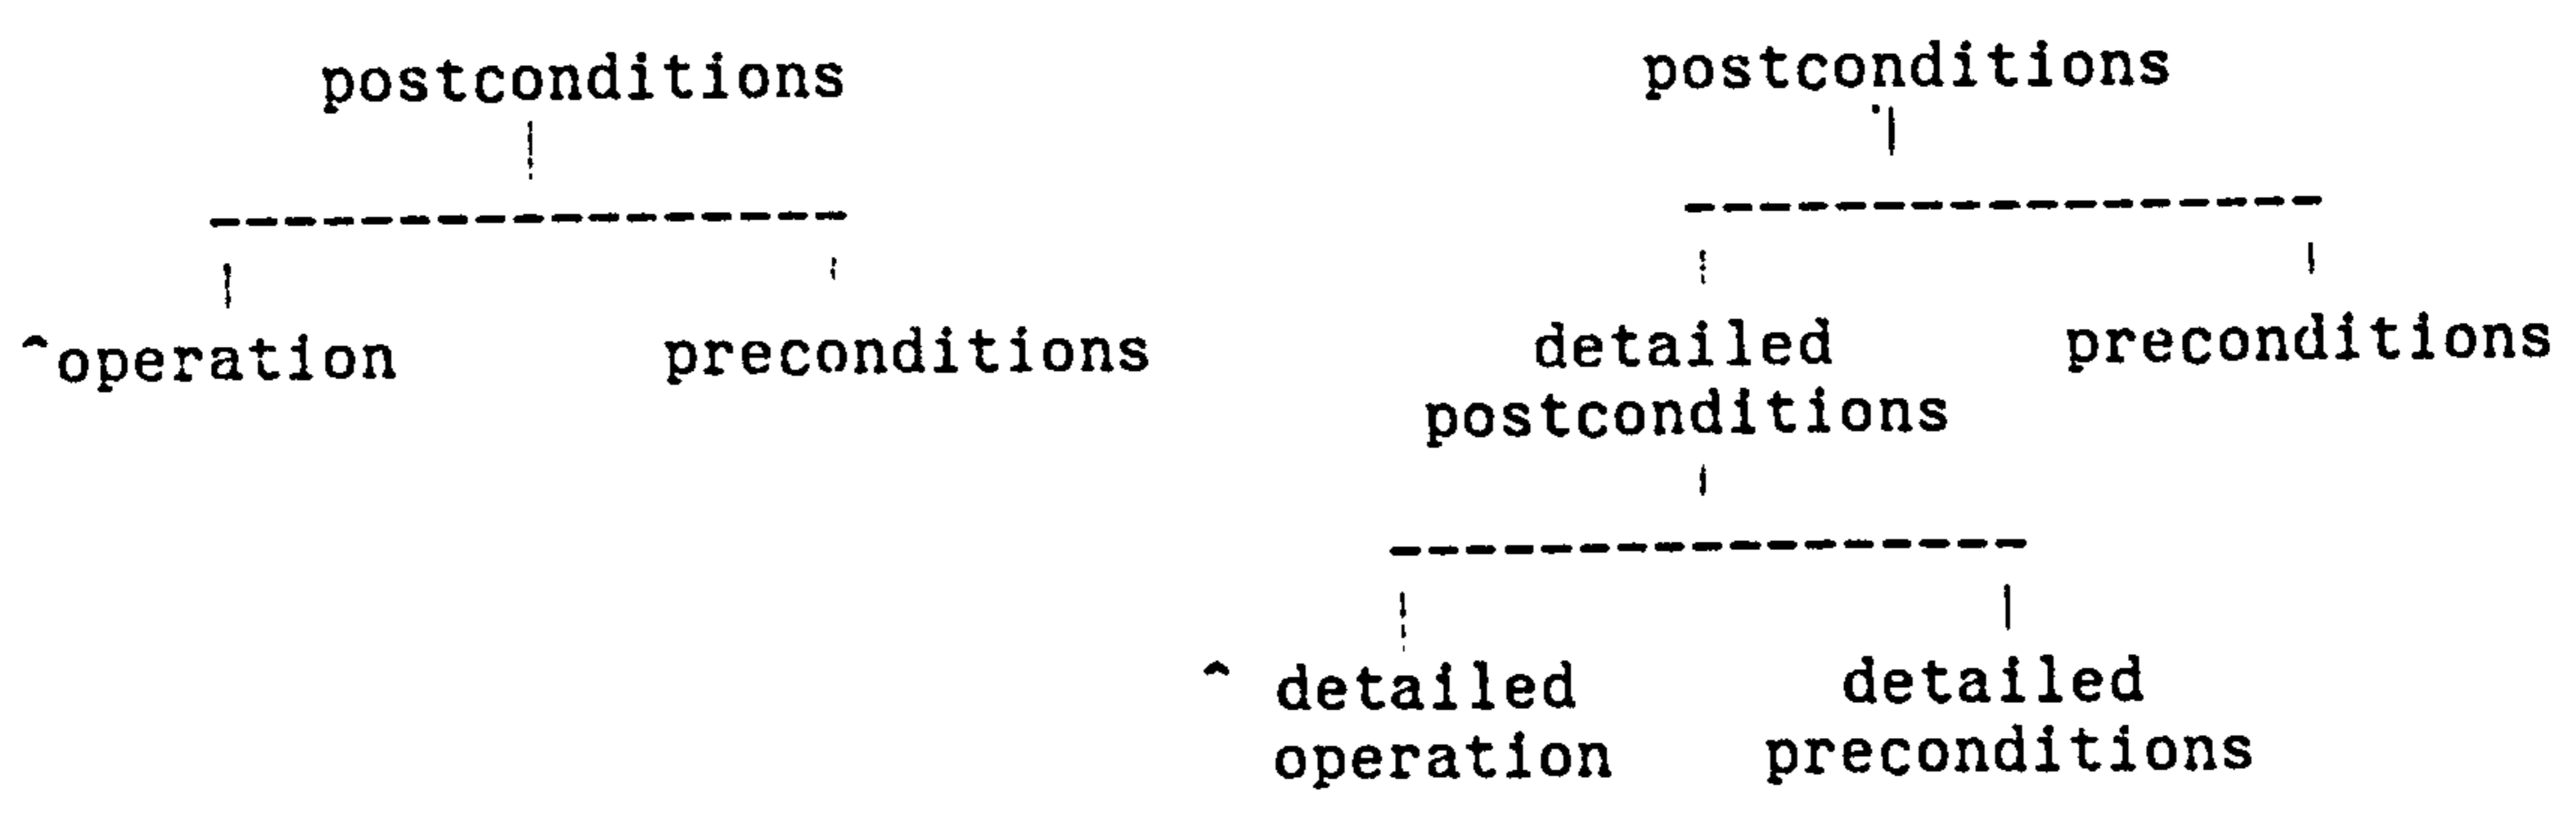 postconditions
^operation preconditions
postconditions
detailed
postconditions
preconditions
^ detailed
operation
detailed
preconditions